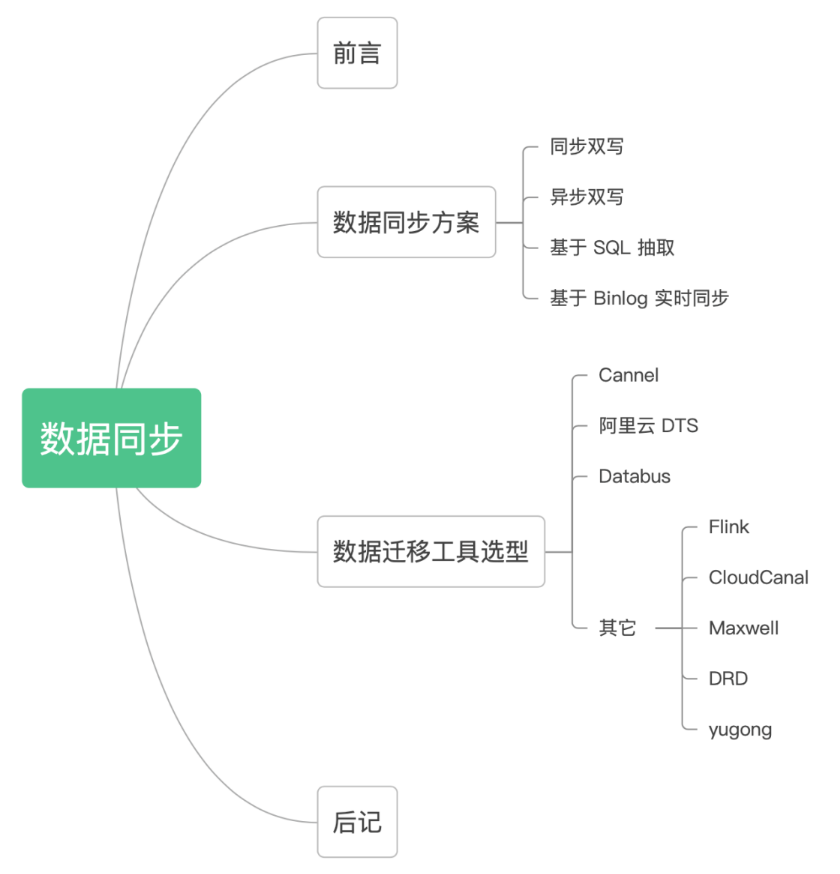 前言
数据同步方案
同步双写
异步双写
基于 SQL 抽取
基于 Binlog 实时同步
数据同步
数据迁移工具选型
Cannel
阿里云 DTS
Databus
其它
Flink
CloudCanal
Maxwell
DRD
yugong
后记